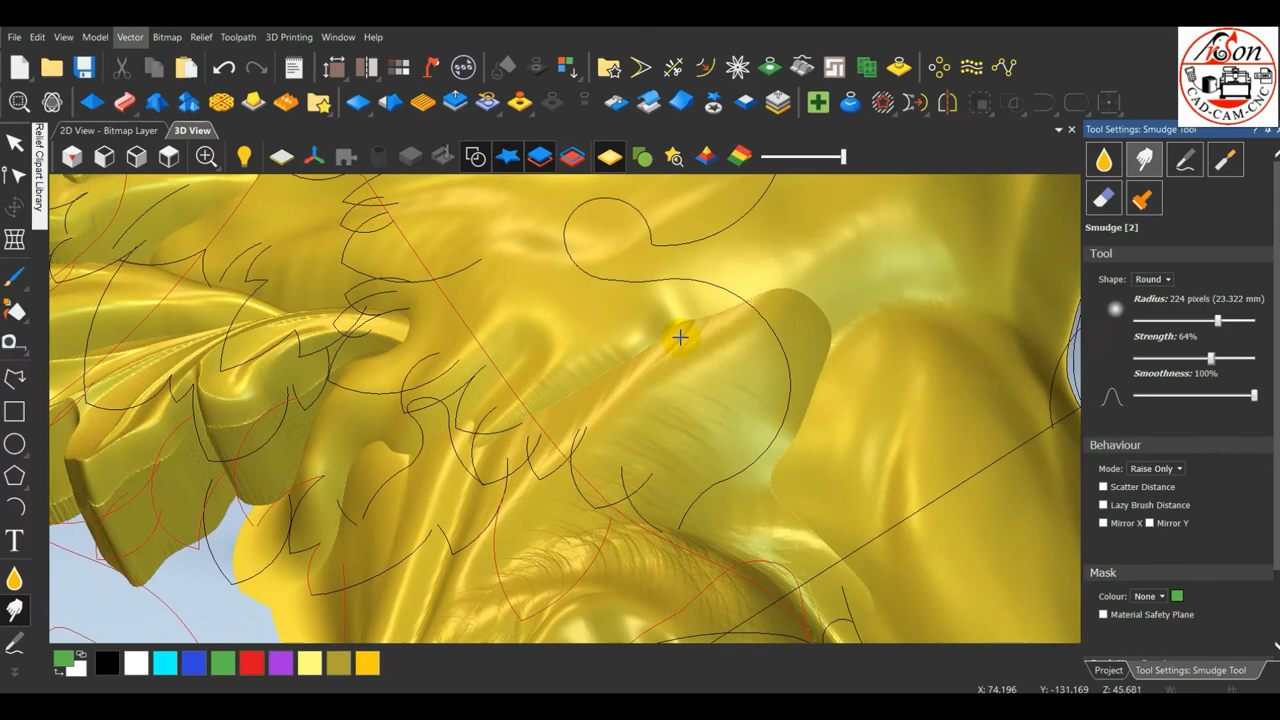 File Edit View Model Vector Bitmap Relief Toolpath 3D Printing Window Help
ArSon
CAD-CAM-CNC
2D View - Bitmap Layer 3D View
Relief Clipart Library
Tool Settings: Smudge Tool
Smudge [2]
Tool
Shape: Round
Radius: 224 pixels (23.322 mm)
Strength: 64%
Smoothness: 100%
Behaviour
Mode: Raise Only
Scatter Distance
Lazy Brush Distance
Mirror X Mirror Y
Mask
Colour: None
Material Safety Plane
T
Project Tool Settings: Smudge Tool
X: 74.196 Y: -131.169 Z: 45.681 W: H: